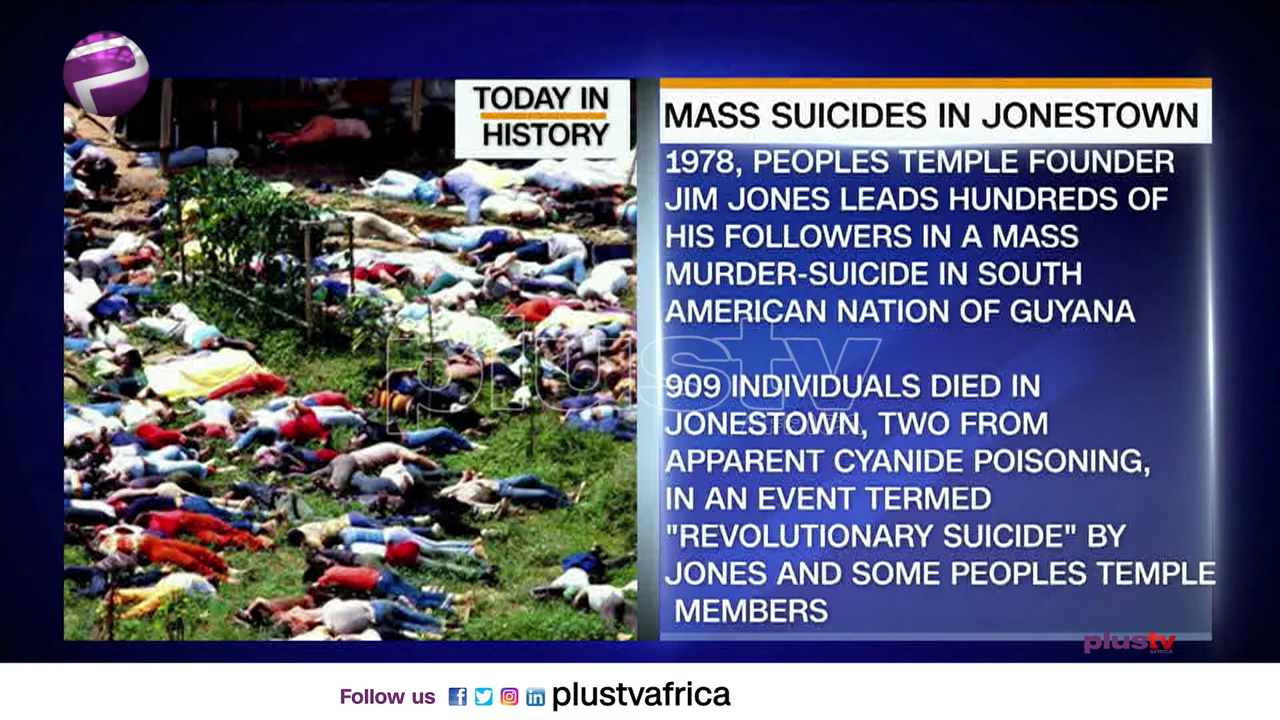 TODAY IN
HISTORY
MASS SUICIDES IN JONESTOWN
1978, PEOPLES TEMPLE FOUNDER
JIM JONES LEADS HUNDREDS OF
HIS FOLLOWERS IN A MASS
MURDER-SUICIDE IN SOUTH
AMERICAN NATION OF GUYANA
909 INDIVIDUALS DIED IN
JONESTOWN, TWO FROM
APPARENT CYANIDE POISONING,
IN AN EVENT TERMED
"REVOLUTIONARY SUICIDE" BY
JONES AND SOME PEOPLES TEMPLE
MEMBERS
plustv
plustv
AFRICA
Follow us plustvafrica